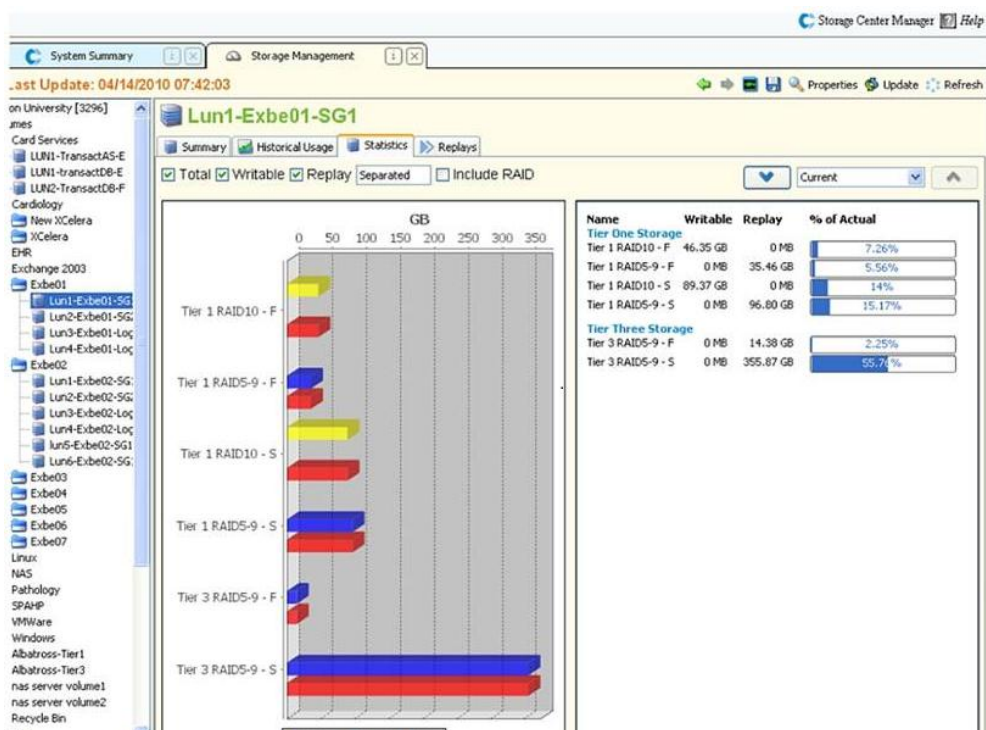 Storage Center Manager ? Help
System Summary
Storage Management
Last Update: 04/14/2010 07:42:03
Properties Update Refresh
on University [3296]
umes
Card Services
LUN1-TransactAS-E
LUN1-transactDB-E
LUN2-TransactDB-F
Cardiology
New XCelera
XCelera
EHR
Exchange 2003
Exbe01
Lun1-Exbe01-SG1
Lun2-Exbe01-SG2
Lun3-Exbe01-Log
Lun4-Exbe01-Log
Exbe02
Lun1-Exbe02-SG1
Lun2-Exbe02-SG2
Lun3-Exbe02-Log
Lun4-Exbe02-Log
lun5-Exbe02-SG1
Lun6-Exbe02-SG1
Exbe03
Exbe04
Exbe05
Exbe06
Exbe07
Linux
NAS
Pathology
SPAHP
VMWare
Windows
Albatross-Tier1
Albatross-Tier3
nas server volume1
nas server volume2
Recycle Bin
Lun1-Exbe01-SG1
Summary Historical Usage Statistics Replays
Total Writable Replay Separated Include RAID
Current
GB
0 50 100 150 200 250 300 350
Tier 1 RAID10 - F
Tier 1 RAID5-9 - F
Tier 1 RAID10 - S
Tier 1 RAID5-9 - S
Tier 3 RAID5-9 - F
Tier 3 RAID5-9 - S
Name Writable Replay % of Actual
Tier One Storage
Tier 1 RAID10 - F 46.35 GB 0 MB 7.26%
Tier 1 RAID5-9 - F 0 MB 35.46 GB 5.56%
Tier 1 RAID10 - S 89.37 GB 0 MB 14%
Tier 1 RAID5-9 - S 0 MB 96.80 GB 15.17%
Tier Three Storage
Tier 3 RAID5-9 - F 0 MB 14.38 GB 2.25%
Tier 3 RAID5-9 - S 0 MB 355.87 GB 55.76%